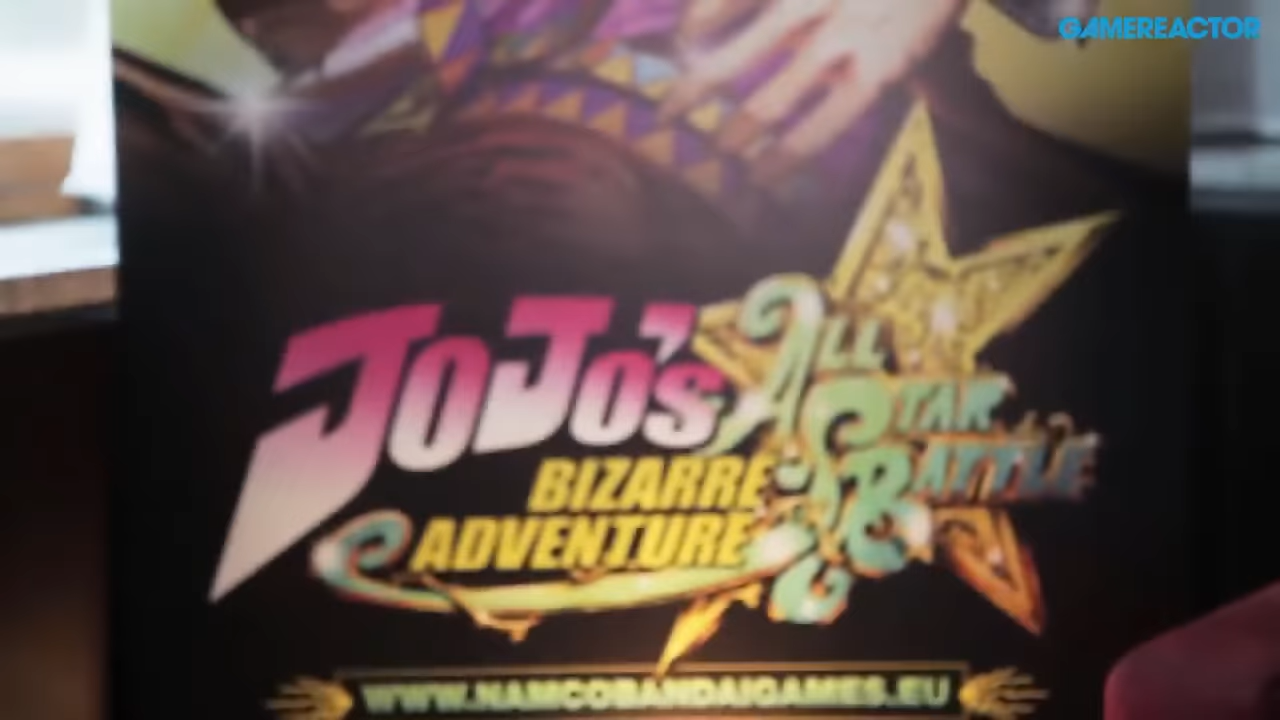 GAMEREACTOR
JOJO'S
BIZARRE
ADVENTURE
ALL
STAR
BATTLE
WWW.NAMCOBANDAIGAMES.EU